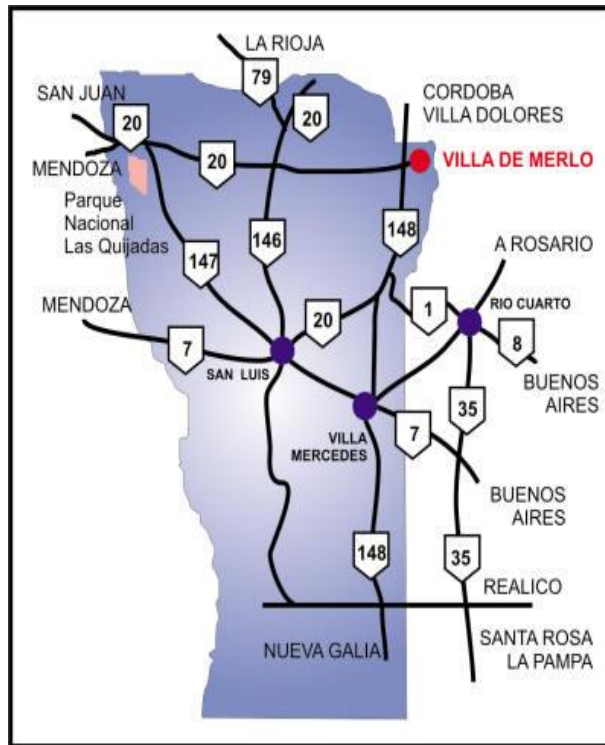 LA RIOJA
79
SAN JUAN
20
20
CORDOBA
VILLA DOLORES
20
VILLA DE MERLO
MENDOZA
Parque
Nacional
Las Quijadas
146
148
147
A ROSARIO
MENDOZA
1
RIO CUARTO
20
7
8
SAN LUIS
BUENOS
AIRES
35
VILLA
MERCEDES
7
BUENOS
AIRES
148
35
REALICO
NUEVA GALIA
SANTA ROSA
LA PAMPA